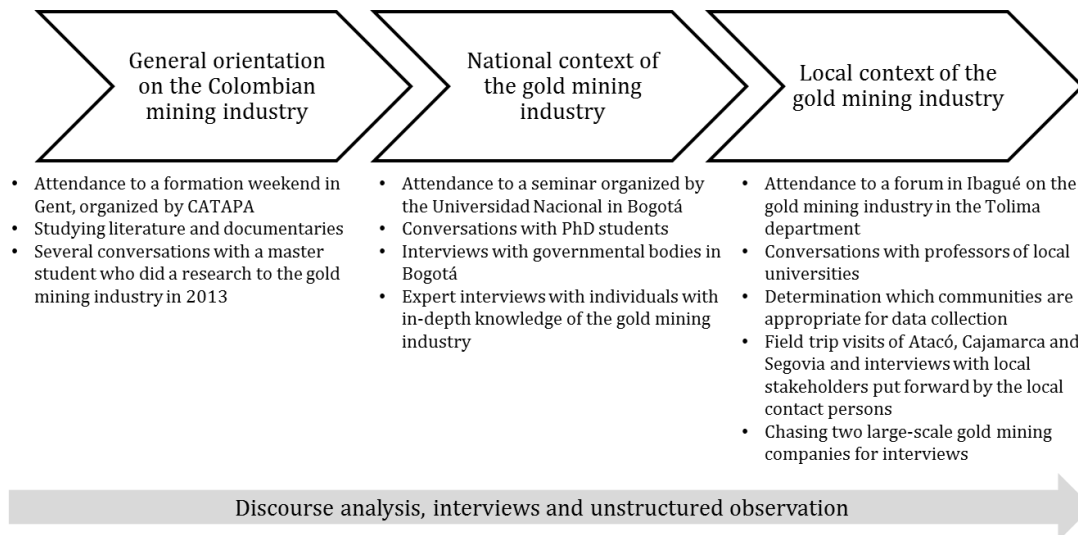 General orientation
on the Colombian
mining industry
National context of
the gold mining
industry
Local context of the
gold mining industry
• Attendance to a formation weekend in
Gent, organized by CATAPA
• Studying literature and documentaries
• Several conversations with a master
student who did a research to the gold
mining industry in 2013
• Attendance to a seminar organized by
the Universidad Nacional in Bogotá
• Conversations with PhD students
• Interviews with governmental bodies in
Bogotá
• Expert interviews with individuals with
in-depth knowledge of the gold mining
industry
• Attendance to a forum in Ibagué on the
gold mining industry in the Tolima
department
• Conversations with professors of local
universities
• Determination which communities are
appropriate for data collection
• Field trip visits of Atacó, Cajamarca and
Segovia and interviews with local
stakeholders put forward by the local
contact persons
• Chasing two large-scale gold mining
companies for interviews
Discourse analysis, interviews and unstructured observation